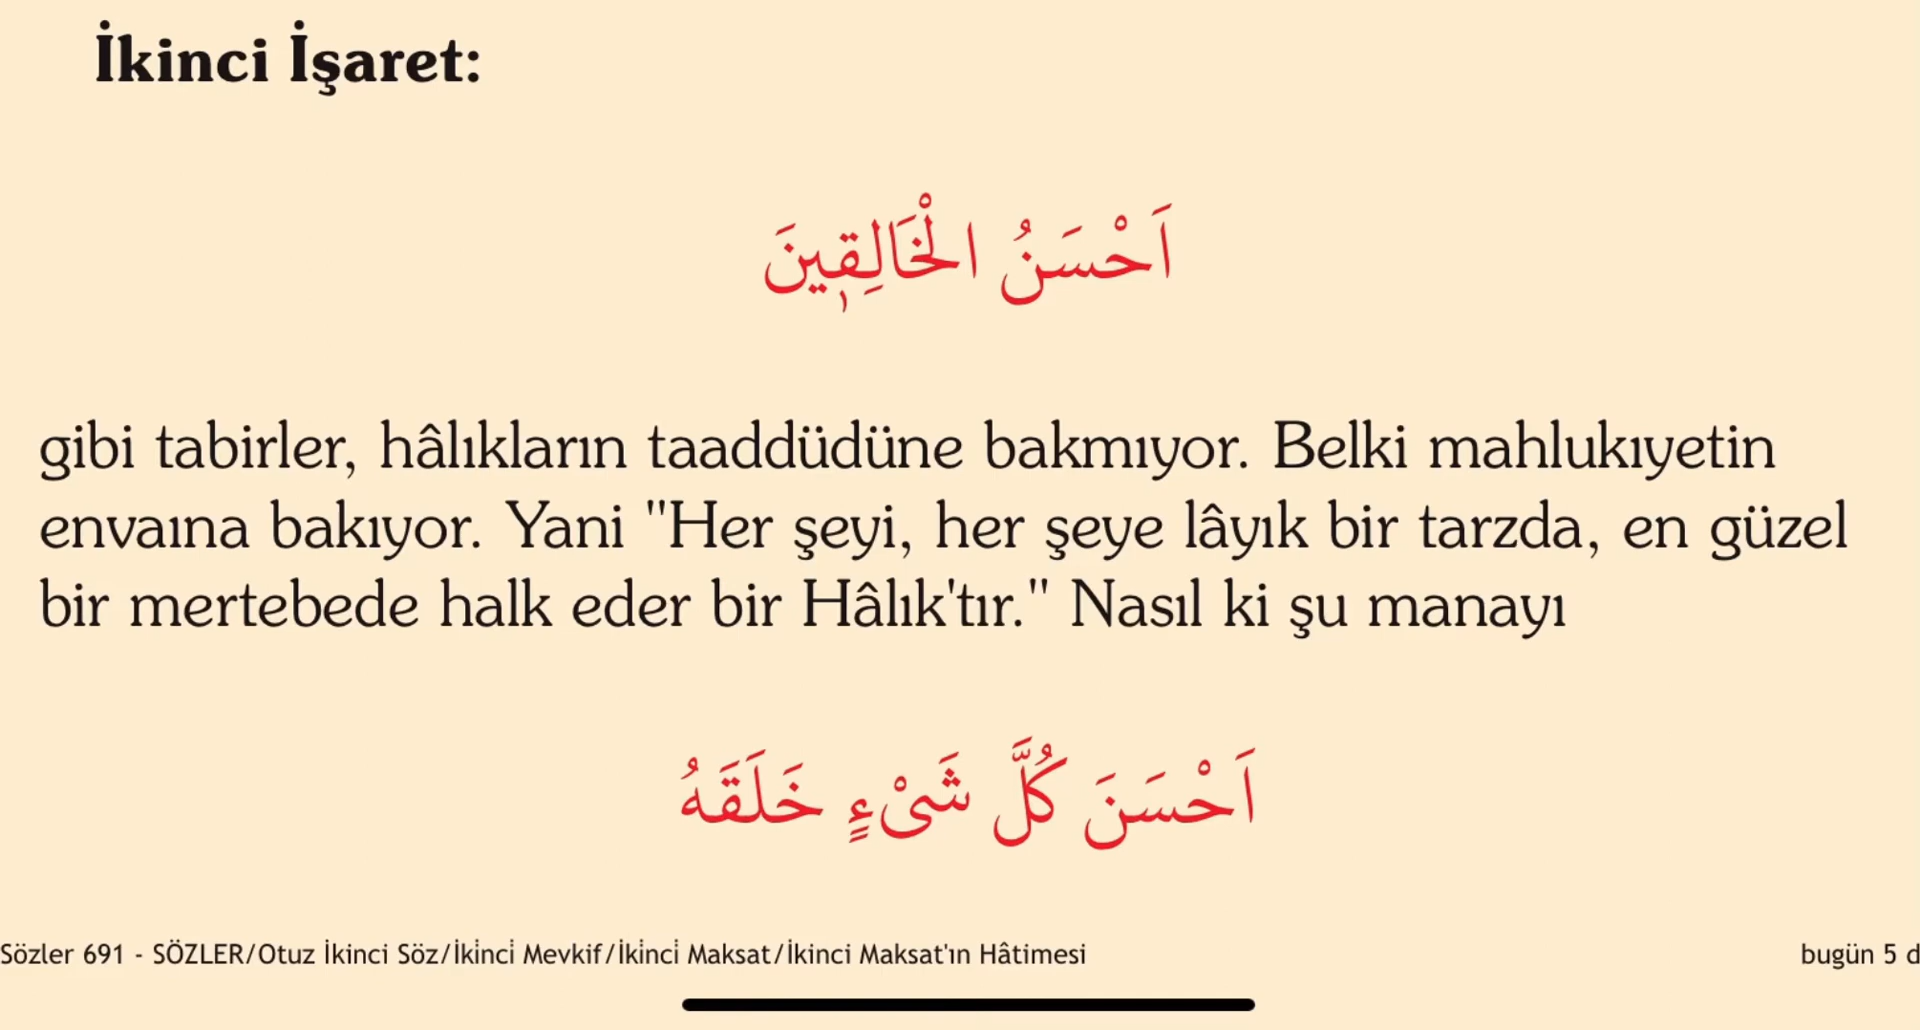 İkinci İşaret:
اَحْسَنُ الْخَالِقٖينَ
gibi tabirler, hâlıkların taaddüdüne bakmıyor. Belki mahlukıyetin
envaına bakıyor. Yani "Her şeyi, her şeye lâyık bir tarzda, en güzel
bir mertebede halk eder bir Hâlık'tır." Nasıl ki şu manayı
اَحْسَنَ كُلَّ شَىْءٍ خَلَقَهُ
Sözler 691 - SÖZLER/Otuz İkinci Söz/İkinci Mevkif/İkinci Maksat/İkinci Maksat'ın Hâtimesi
bugün 5 d